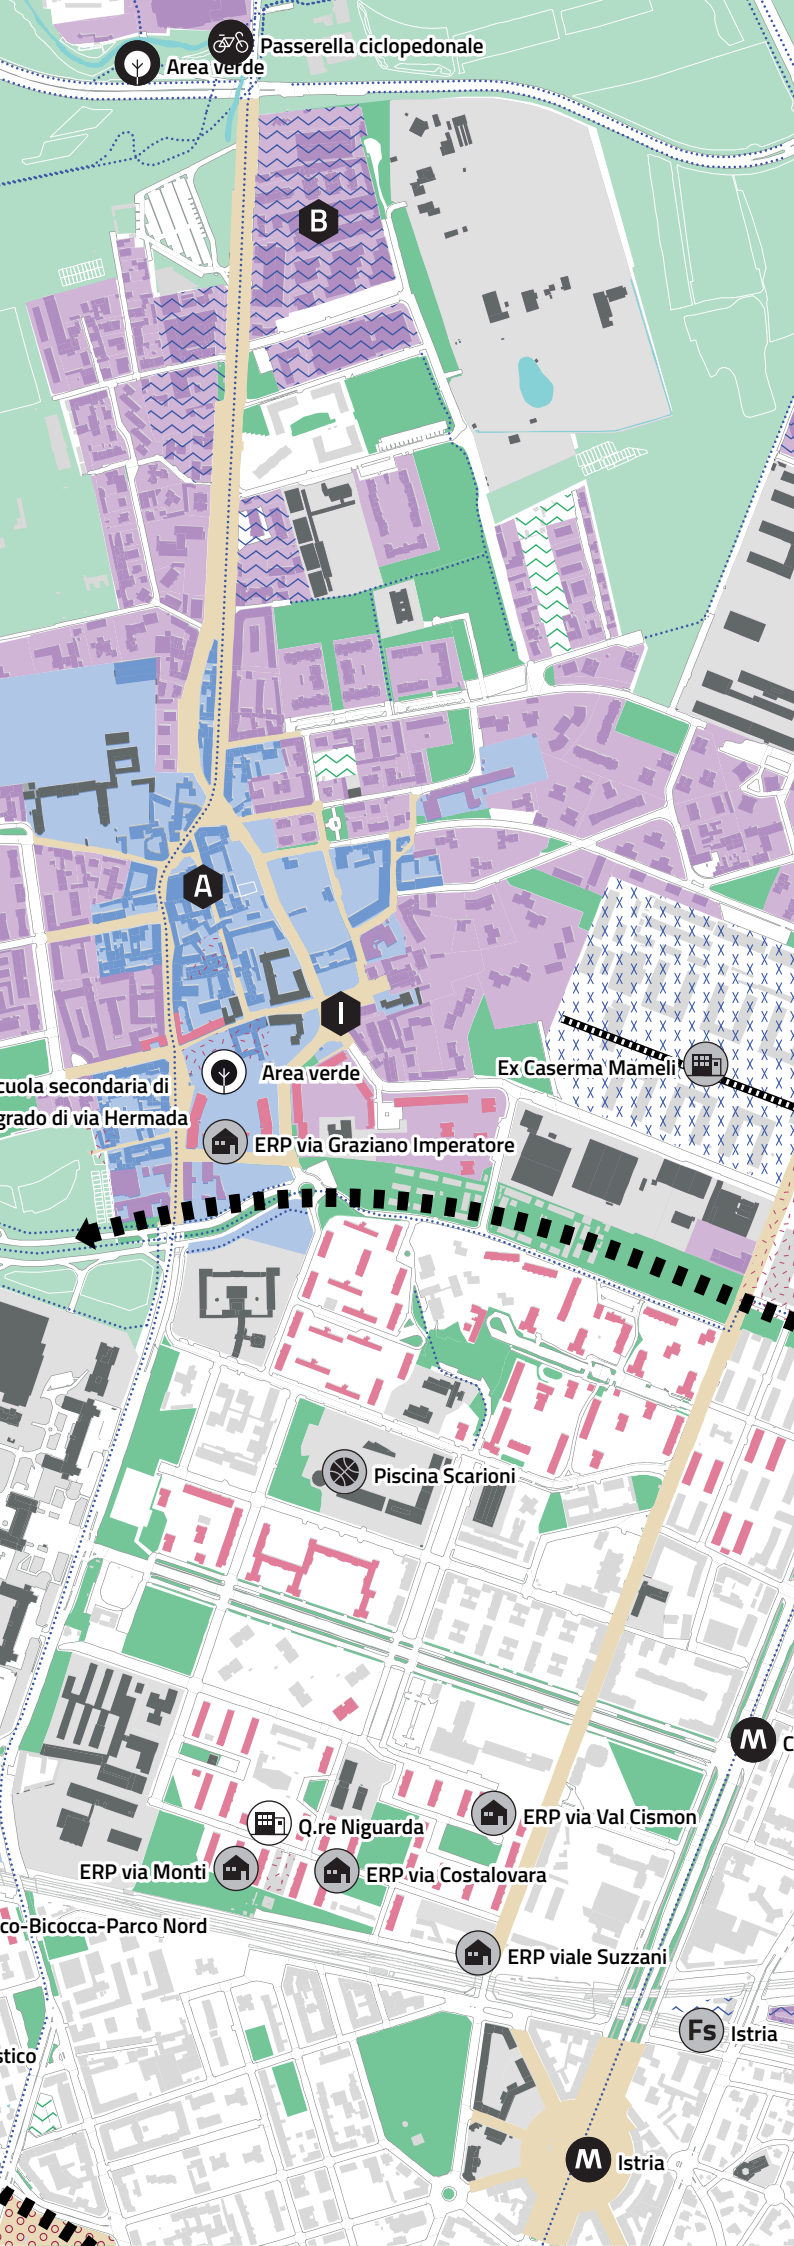 Passerella ciclopedonale
Area verde
B
A
I
Area verde
Ex Caserma Mameli
cuola secondaria di
grado di via Hermada
ERP via Graziano Imperatore
Piscina Scarioni
M
C
ERP via Val Cismon
Q.re Niguarda
ERP via Monti
ERP via Costalovara
co-Bicocca-Parco Nord
ERP viale Suzzani
Fs
Istria
stico
M
Istria